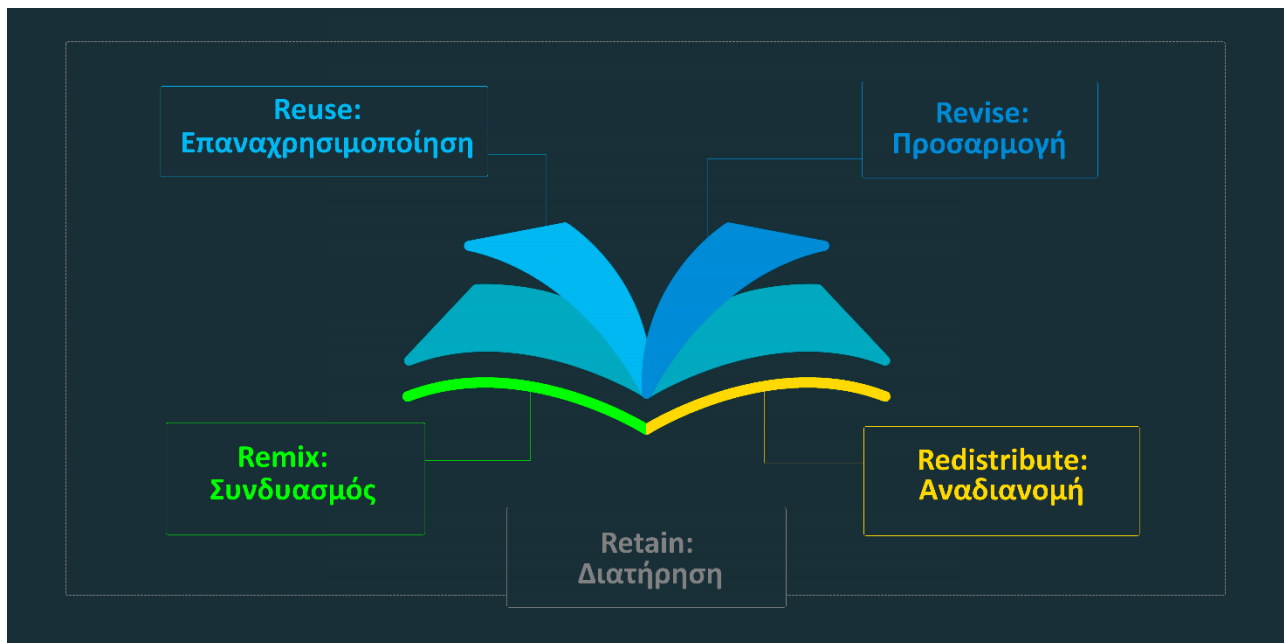 Reuse:
Επαναχρησιμοποίηση
Revise:
Προσαρμογή
Remix:
Συνδυασμός
Redistribute:
Αναδιανομή
Retain:
Διατήρηση